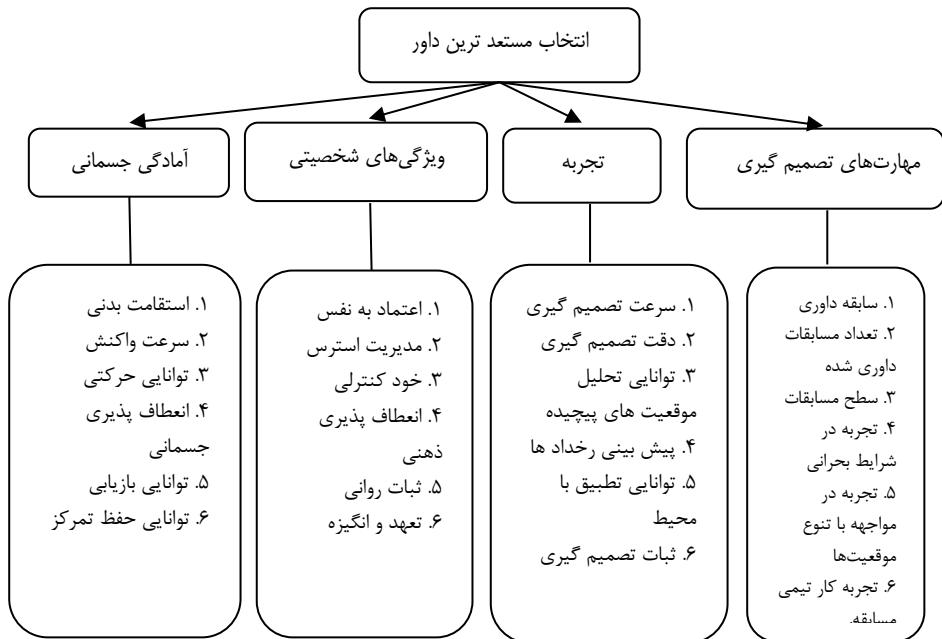 انتخاب مستعد ترین داور
مهارت‌های تصمیم گیری
تجربه
ویژگی‌های شخصیتی
آمادگی جسمانی
۱. سابقه داوری
۲. تعداد مسابقات
داوری شده
۳. سطح مسابقات
۴. تجربه در
شرایط بحرانی
۵. تجربه در
مواجهه با تنوع
موقعیت‌ها
۶. تجربه کار تیمی
مسابقه.
۱. سرعت تصمیم گیری
۲. دقت تصمیم گیری
۳. توانایی تحلیل
موقعیت های پیچیده
۴. پیش بینی رخداد ها
۵. توانایی تطبیق با
محیط
۶. ثبات تصمیم گیری
۱. اعتماد به نفس
۲. مدیریت استرس
۳. خود کنترلی
۴. انعطاف پذیری
ذهنی
۵. ثبات روانی
۶. تعهد و انگیزه
۱. استقامت بدنی
۲. سرعت واکنش
۳. توانایی حرکتی
۴. انعطاف پذیری
جسمانی
۵. توانایی بازیابی
۶. توانایی حفظ تمرکز